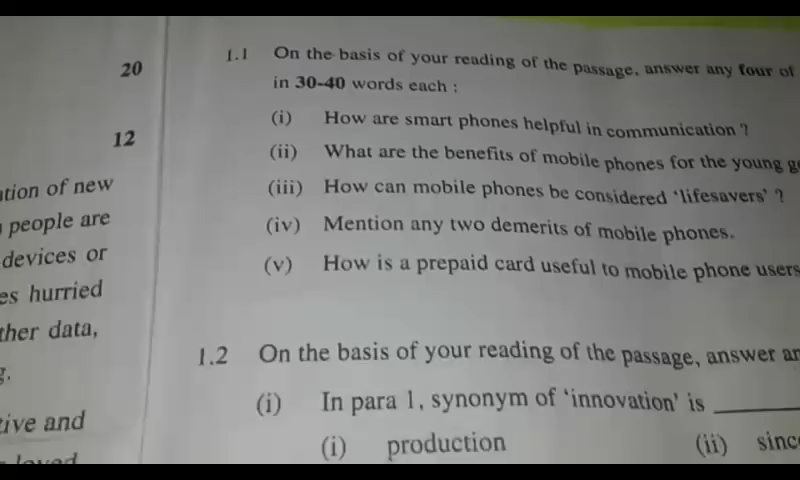 20
12
tion of new
people are
devices or
es hurried
ther data,
g.
tive and
loved
1.1 On the basis of your reading of the passage, answer any four of
in 30-40 words each :
(i) How are smart phones helpful in communication ?
(ii) What are the benefits of mobile phones for the young g
(iii) How can mobile phones be considered 'lifesavers' ?
(iv) Mention any two demerits of mobile phones.
(v) How is a prepaid card useful to mobile phone users
1.2 On the basis of your reading of the passage, answer an
(i) In para 1, synonym of 'innovation' is ______
(i) production (ii) sinc